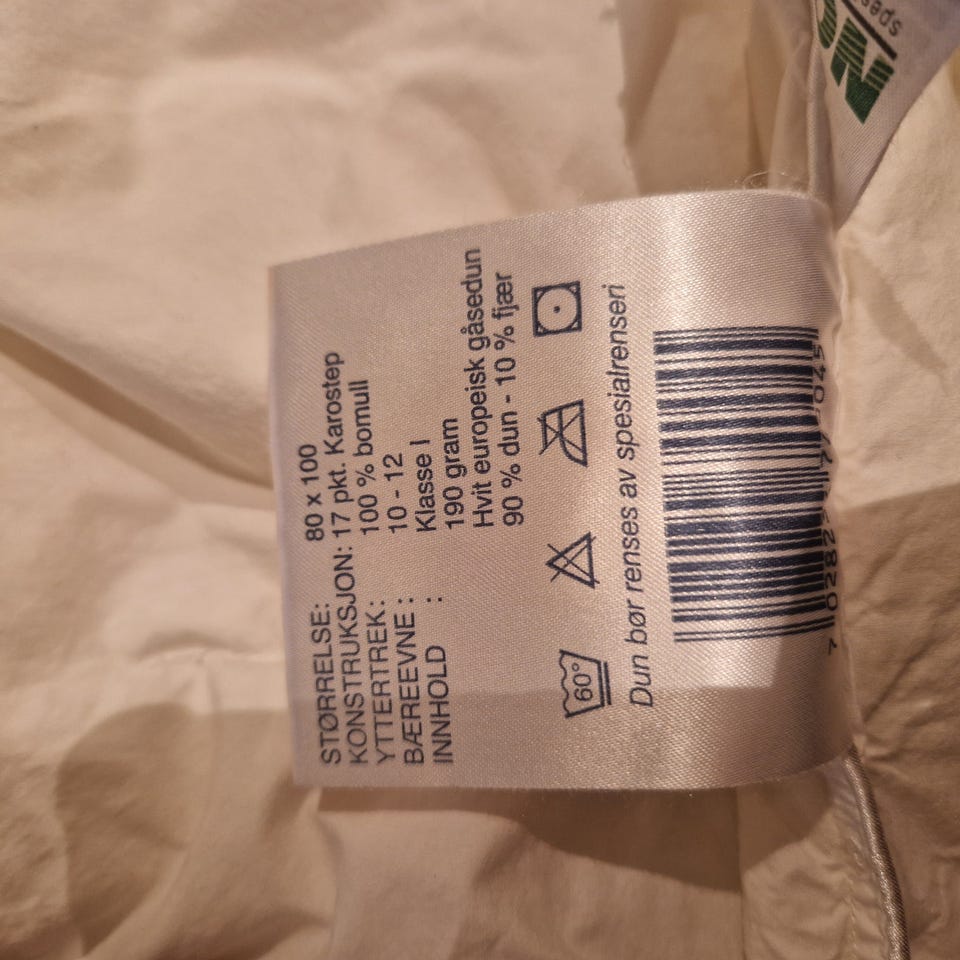 STØRRELSE: 80 x 100
KONSTRUKSJON: 17 pkt. Karostep
YTTERTREK: 100 % bomull
BÆREEVNE : 10 - 12
INNHOLD : Klasse I
190 gram
Hvit europeisk gåsedun
90 % dun - 10 % fjær
60°
Dun bør renses av spesialrenseri